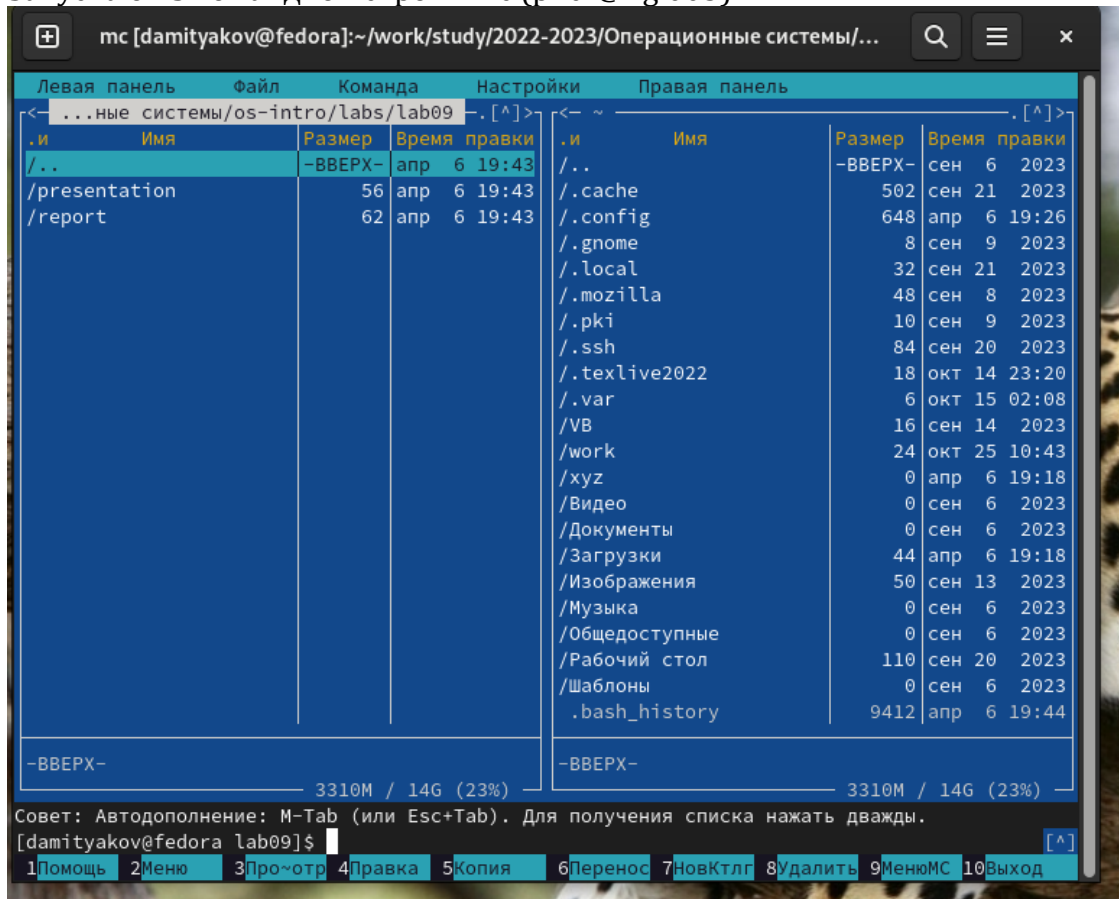 mc [damityakov@fedora]:~/work/study/2022-2023/Операционные системы/...
Левая панель Файл Команда Настройки Правая панель
<— ...ные системы/os-intro/labs/lab09 —.[^]> <— ~ .[^]>
.и Имя Размер Время правки .и Имя Размер Время правки
/.. -ВВЕРХ- апр 6 19:43 /.. -ВВЕРХ- сен 6 2023
/presentation 56 апр 6 19:43 /.cache 502 сен 21 2023
/report 62 апр 6 19:43 /.config 648 апр 6 19:26
/.gnome 8 сен 9 2023
/.local 32 сен 21 2023
/.mozilla 48 сен 8 2023
/.pki 10 сен 9 2023
/.ssh 84 сен 20 2023
/.texlive2022 18 окт 14 23:20
/.var 6 окт 15 02:08
/VB 16 сен 14 2023
/work 24 окт 25 10:43
/xyz 0 апр 6 19:18
/Видео 0 сен 6 2023
/Документы 0 сен 6 2023
/Загрузки 44 апр 6 19:18
/Изображения 50 сен 13 2023
/Музыка 0 сен 6 2023
/Общедоступные 0 сен 6 2023
/Рабочий стол 110 сен 20 2023
/Шаблоны 0 сен 6 2023
.bash_history 9412 апр 6 19:44
-ВВЕРХ- -ВВЕРХ-
3310M / 14G (23%) 3310M / 14G (23%)
Совет: Автодополнение: M-Tab (или Esc+Tab). Для получения списка нажать дважды.
[damityakov@fedora lab09]$ [^]
1Помощь 2Меню 3Про~отр 4Правка 5Копия 6Перенос 7НовКтлг 8Удалить 9МенюMC 10Выход